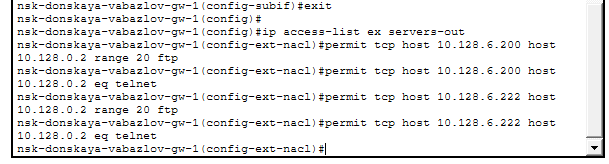 nsk-donskaya-vabazlov-gw-1(config-subif)#exit
nsk-donskaya-vabazlov-gw-1(config)#
nsk-donskaya-vabazlov-gw-1(config)#ip access-list ex servers-out
nsk-donskaya-vabazlov-gw-1(config-ext-nacl)#permit tcp host 10.128.6.200 host
10.128.0.2 range 20 ftp
nsk-donskaya-vabazlov-gw-1(config-ext-nacl)#permit tcp host 10.128.6.200 host
10.128.0.2 eq telnet
nsk-donskaya-vabazlov-gw-1(config-ext-nacl)#permit tcp host 10.128.6.222 host
10.128.0.2 range 20 ftp
nsk-donskaya-vabazlov-gw-1(config-ext-nacl)#permit tcp host 10.128.6.222 host
10.128.0.2 eq telnet
nsk-donskaya-vabazlov-gw-1(config-ext-nacl)#